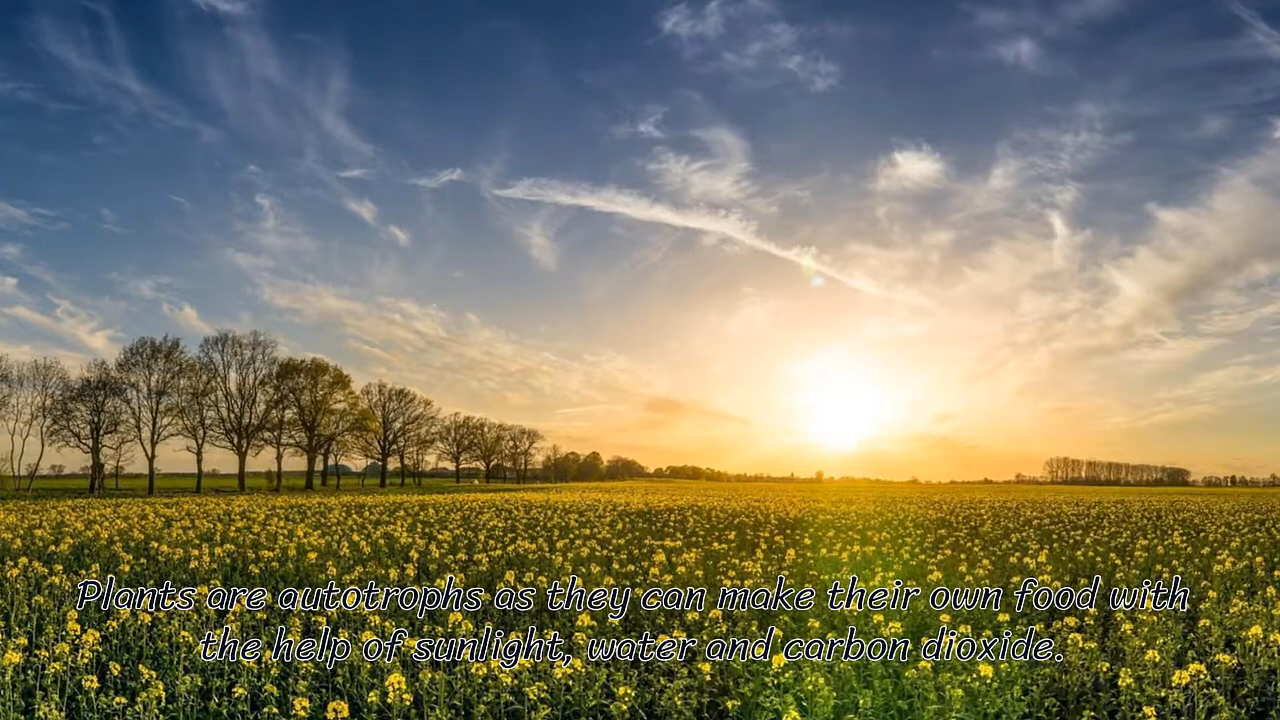 Plants are autotrophs as they can make their own food with
the help of sunlight, water and carbon dioxide.